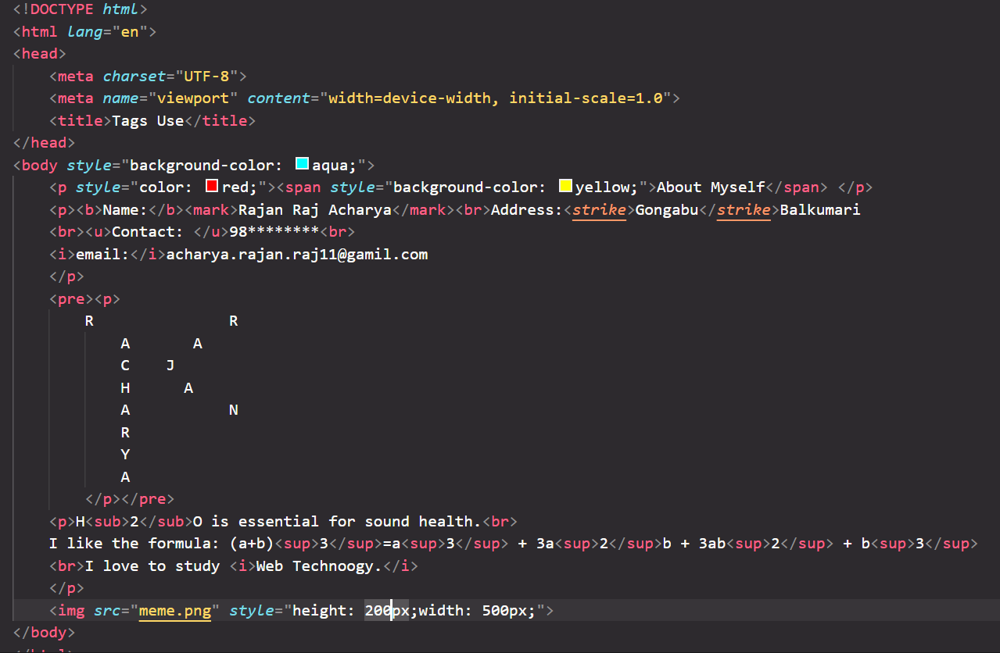 <!DOCTYPE html>
<html lang="en">
<head>
    <meta charset="UTF-8">
    <meta name="viewport" content="width=device-width, initial-scale=1.0">
    <title>Tags Use</title>
</head>
<body style="background-color: aqua;">
    <p style="color: red;"><span style="background-color: yellow;">About Myself</span> </p>
    <p><b>Name:</b><mark>Rajan Raj Acharya</mark><br>Address:<strike>Gongabu</strike>Balkumari
    <br><u>Contact: </u>98********<br>
    <i>email:</i>acharya.rajan.raj11@gamil.com
    </p>
    <pre><p>
        R               R
            A       A
            C    J
            H      A
            A           N
            R
            Y
            A
        </p></pre>
    <p>H<sub>2</sub>O is essential for sound health.<br>
    I like the formula: (a+b)<sup>3</sup>=a<sup>3</sup> + 3a<sup>2</sup>b + 3ab<sup>2</sup> + b<sup>3</sup>
    <br>I love to study <i>Web Technoogy.</i>
    </p>
    <img src="meme.png" style="height: 200px;width: 500px;">
</body>